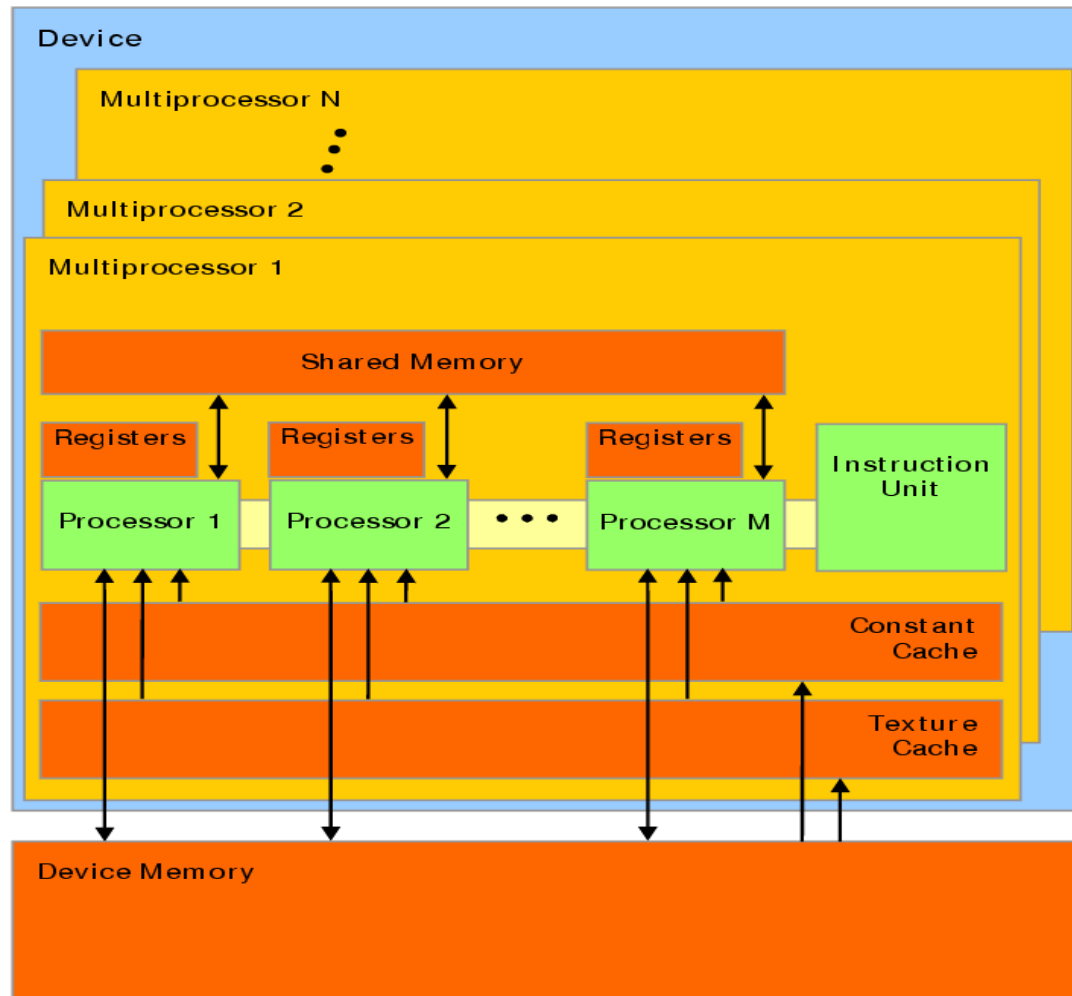 Device
Multiprocessor N
Multiprocessor 2
Multiprocessor 1
Shared Memory
Registers
Registers
Registers
Instruction
Unit
Processor 1
Processor 2
Processor M
Constant
Cache
Texture
Cache
Device Memory